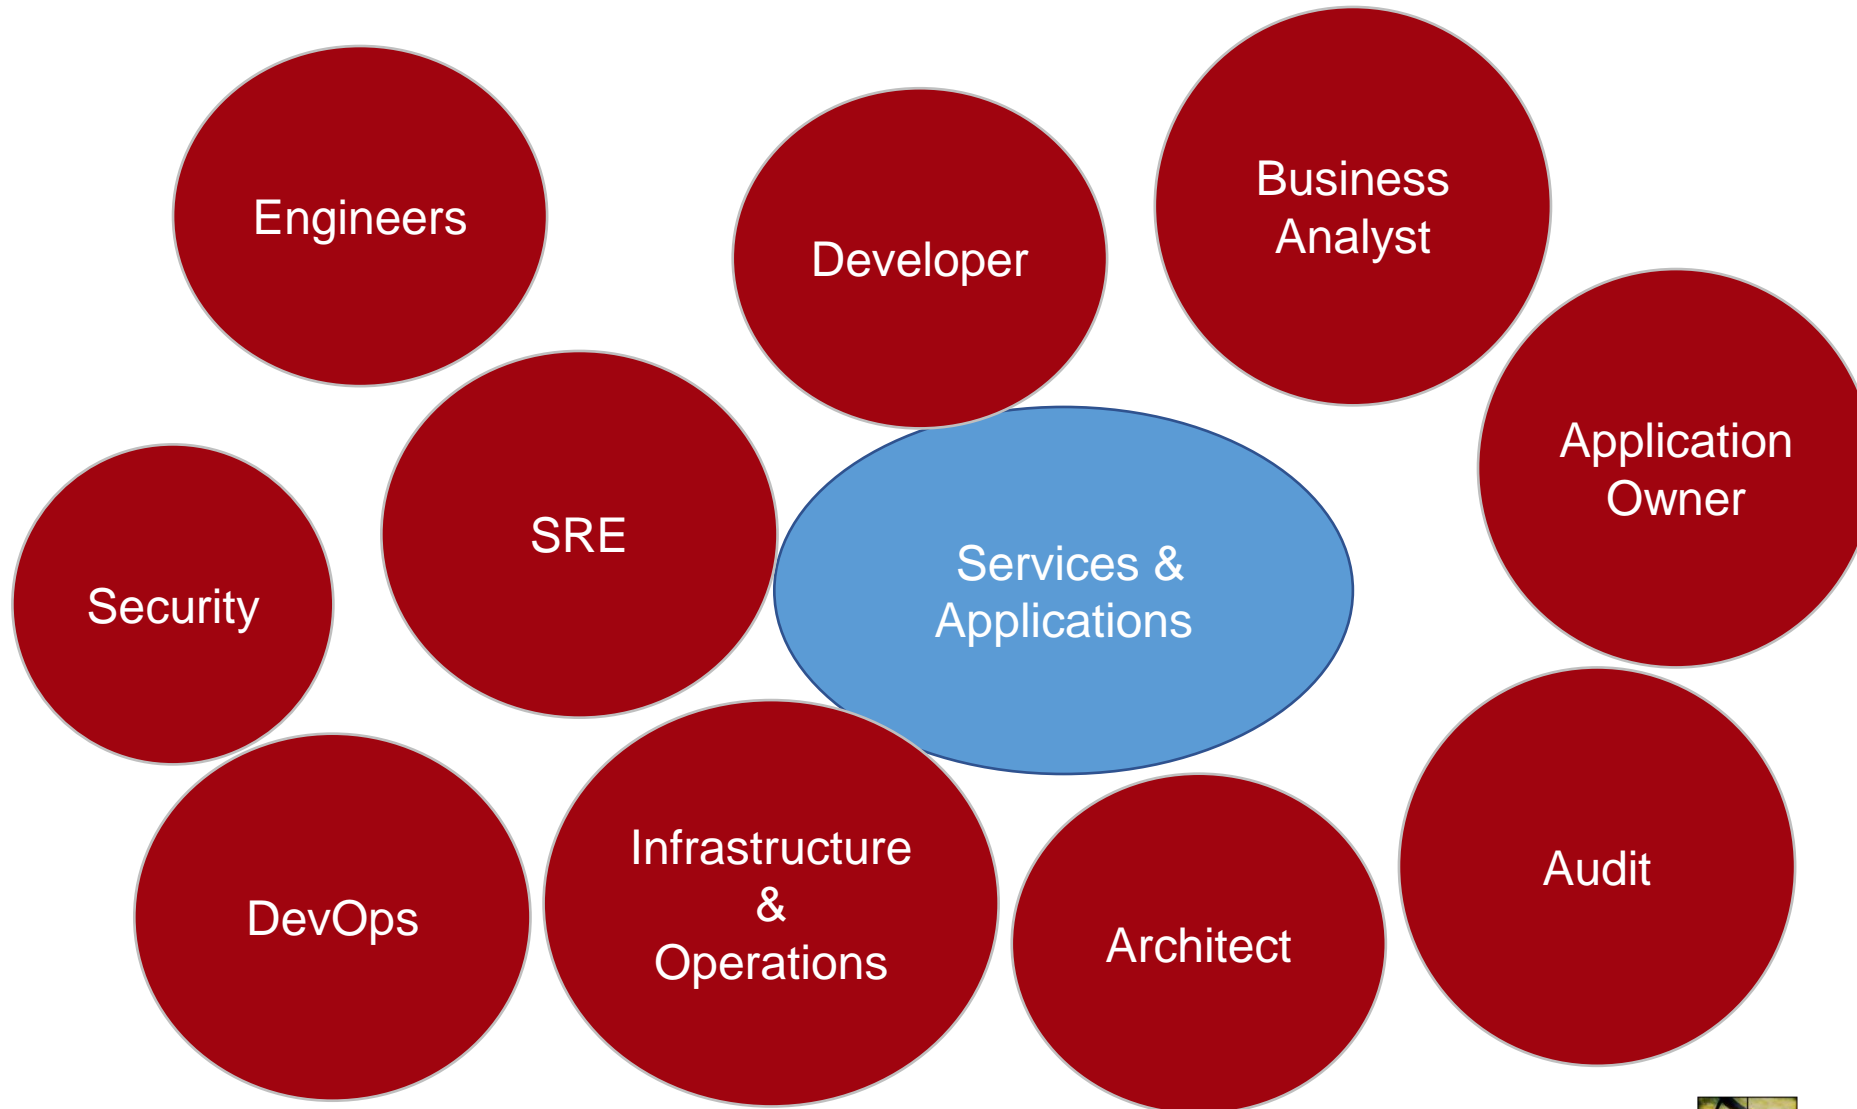 Engineers
Developer
Business
Analyst
Application
Owner
SRE
Services &
Applications
Security
Infrastructure
&
Operations
DevOps
Architect
Audit